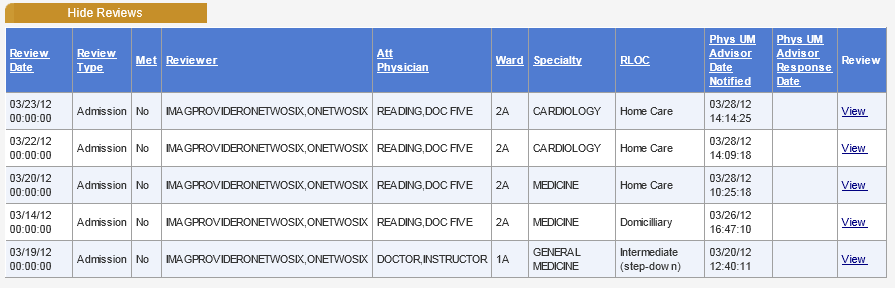 Hide Reviews
Review Date Review Type Met Reviewer Att Physician Ward Specialty RLOC Phys UM Advisor Date Notified Phys UM Advisor Response Date Review
03/23/12 00:00:00 Admission No IMAGPROVIDERONETWOSIX,ONETWOSIX READING,DOC FIVE 2A CARDIOLOGY Home Care 03/28/12 14:14:25 View
03/22/12 00:00:00 Admission No IMAGPROVIDERONETWOSIX,ONETWOSIX READING,DOC FIVE 2A CARDIOLOGY Home Care 03/28/12 14:09:18 View
03/20/12 00:00:00 Admission No IMAGPROVIDERONETWOSIX,ONETWOSIX READING,DOC FIVE 2A MEDICINE Home Care 03/28/12 10:25:18 View
03/14/12 00:00:00 Admission No IMAGPROVIDERONETWOSIX,ONETWOSIX READING,DOC FIVE 2A MEDICINE Domicilliary 03/26/12 16:47:10 View
03/19/12 00:00:00 Admission No IMAGPROVIDERONETWOSIX,ONETWOSIX DOCTOR,INSTRUCTOR 1A GENERAL MEDICINE Intermediate (step-down) 03/20/12 12:40:11 View